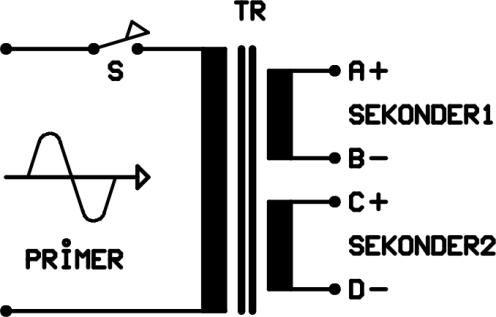 TR
S
A+
SEKONDER1
B-
C+
PRİMER
SEKONDER2
D-